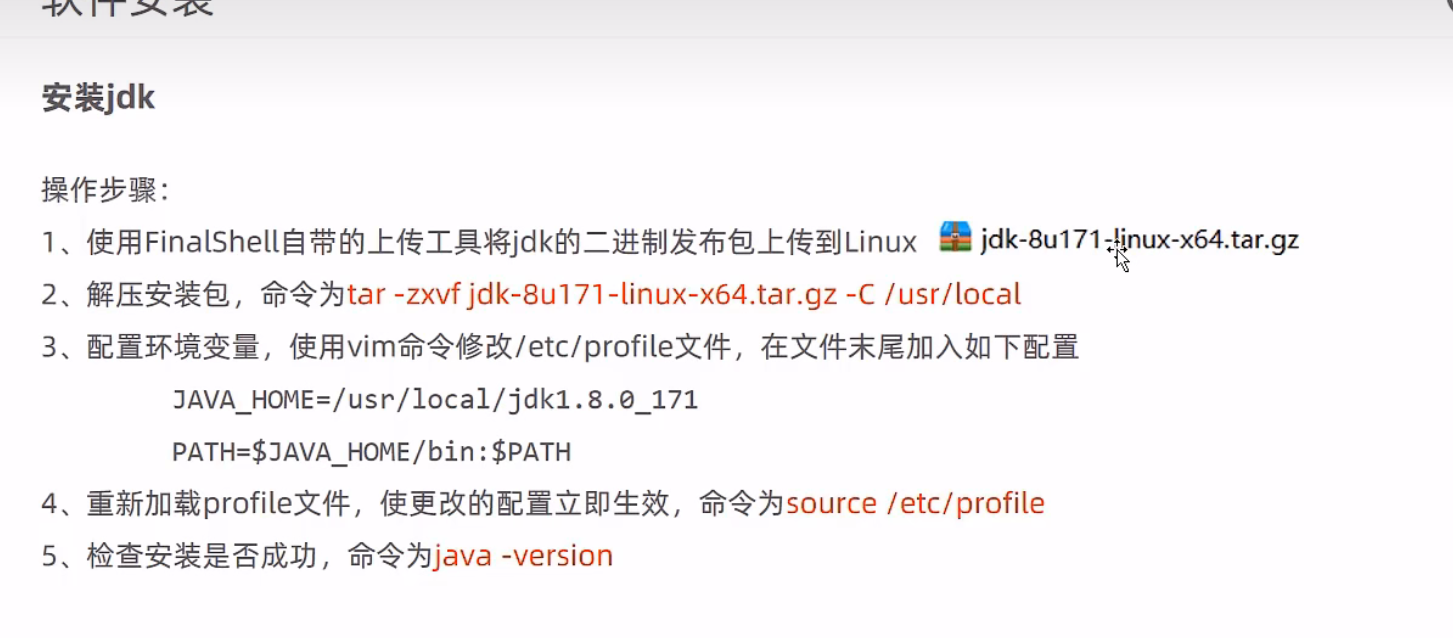 软件安装
安装jdk
操作步骤：
1、使用FinalShell自带的上传工具将jdk的二进制发布包上传到Linux jdk-8u171-linux-x64.tar.gz
2、解压安装包，命令为tar -zxvf jdk-8u171-linux-x64.tar.gz -C /usr/local
3、配置环境变量，使用vim命令修改/etc/profile文件，在文件末尾加入如下配置
JAVA_HOME=/usr/local/jdk1.8.0_171
PATH=$JAVA_HOME/bin:$PATH
4、重新加载profile文件，使更改的配置立即生效，命令为source /etc/profile
5、检查安装是否成功，命令为java -version